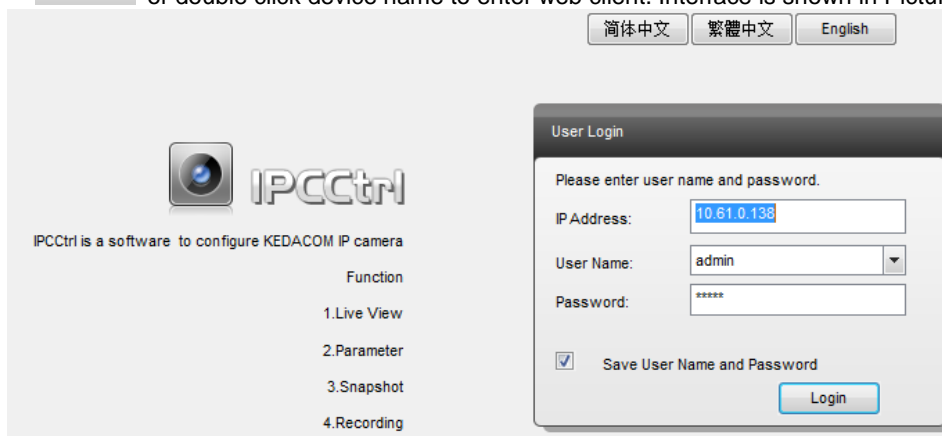 or double click device name to enter web client. Interface is shown in Pictur
简体中文 繁體中文 English
User Login
IPCCtrl
IPCCtrl is a software to configure KEDACOM IP camera
Function
1.Live View
2.Parameter
3.Snapshot
4.Recording
Please enter user name and password.
IP Address: 10.61.0.138
User Name: admin
Password: *****
Save User Name and Password
Login